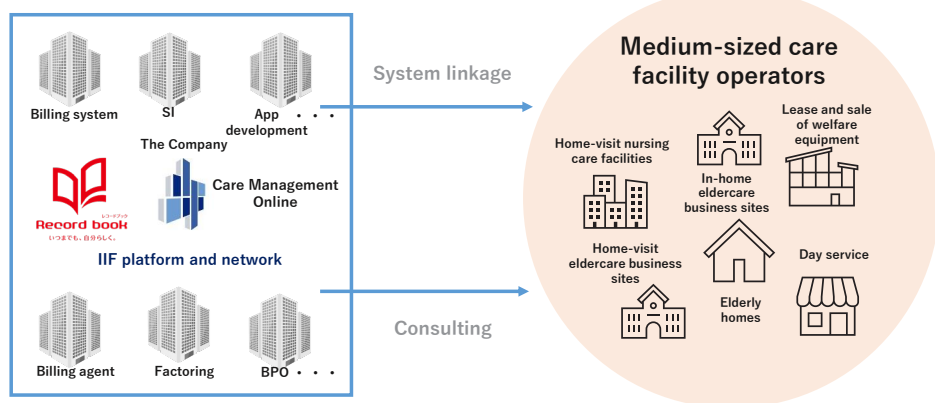 Billing system
SI
App
development
・・・
The Company
レコードブック
Record book
いつまでも、自分らしく。
Care Management
Online
IIF platform and network
Billing agent
Factoring
BPO
・・・
System linkage
Consulting
Medium-sized care
facility operators
Home-visit nursing
care facilities
In-home
eldercare
business sites
Lease and sale
of welfare
equipment
Home-visit
eldercare business
sites
Elderly
homes
Day service